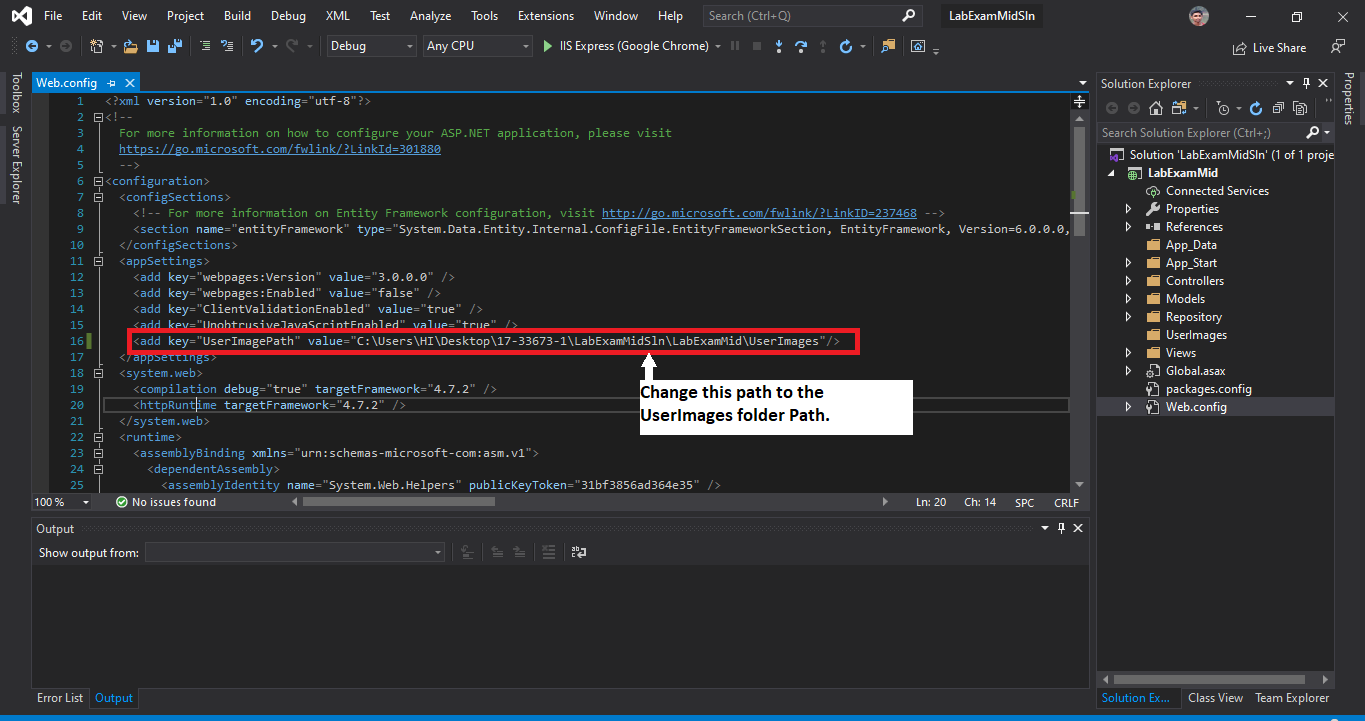 File Edit View Project Build Debug XML Test Analyze Tools Extensions Window Help Search (Ctrl+Q) LabExamMidSln
Debug Any CPU IIS Express (Google Chrome) Live Share
Toolbox
Server Explorer
Web.config
1 <?xml version="1.0" encoding="utf-8"?>
2 <!--
3 For more information on how to configure your ASP.NET application, please visit
4 https://go.microsoft.com/fwlink/?LinkId=301880
5 -->
6 <configuration>
7 <configSections>
8 <!-- For more information on Entity Framework configuration, visit http://go.microsoft.com/fwlink/?LinkID=237468 -->
9 <section name="entityFramework" type="System.Data.Entity.Internal.ConfigFile.EntityFrameworkSection, EntityFramework, Version=6.0.0.0,
10 </configSections>
11 <appSettings>
12 <add key="webpages:Version" value="3.0.0.0" />
13 <add key="webpages:Enabled" value="false" />
14 <add key="ClientValidationEnabled" value="true" />
15 <add key="UnobtrusiveJavaScriptEnabled" value="true" />
16 <add key="UserImagePath" value="C:\Users\HI\Desktop\17-33673-1\LabExamMidSln\LabExamMid\UserImages"/>
17 </appSettings>
18 <system.web>
19 <compilation debug="true" targetFramework="4.7.2" />
20 <httpRuntime targetFramework="4.7.2" />
21 </system.web>
22 <runtime>
23 <assemblyBinding xmlns="urn:schemas-microsoft-com:asm.v1">
24 <dependentAssembly>
25 <assemblyIdentity name="System.Web.Helpers" publicKeyToken="31bf3856ad364e35" />
Change this path to the
UserImages folder Path.
100 % No issues found Ln: 20 Ch: 14 SPC CRLF
Output
Show output from:
Error List Output
Solution Explorer
Search Solution Explorer (Ctrl+;)
Solution 'LabExamMidSln' (1 of 1 proje
LabExamMid
Connected Services
Properties
References
App_Data
App_Start
Controllers
Models
Repository
UserImages
Views
Global.asax
packages.config
Web.config
Solution Ex... Class View Team Explorer
Properties